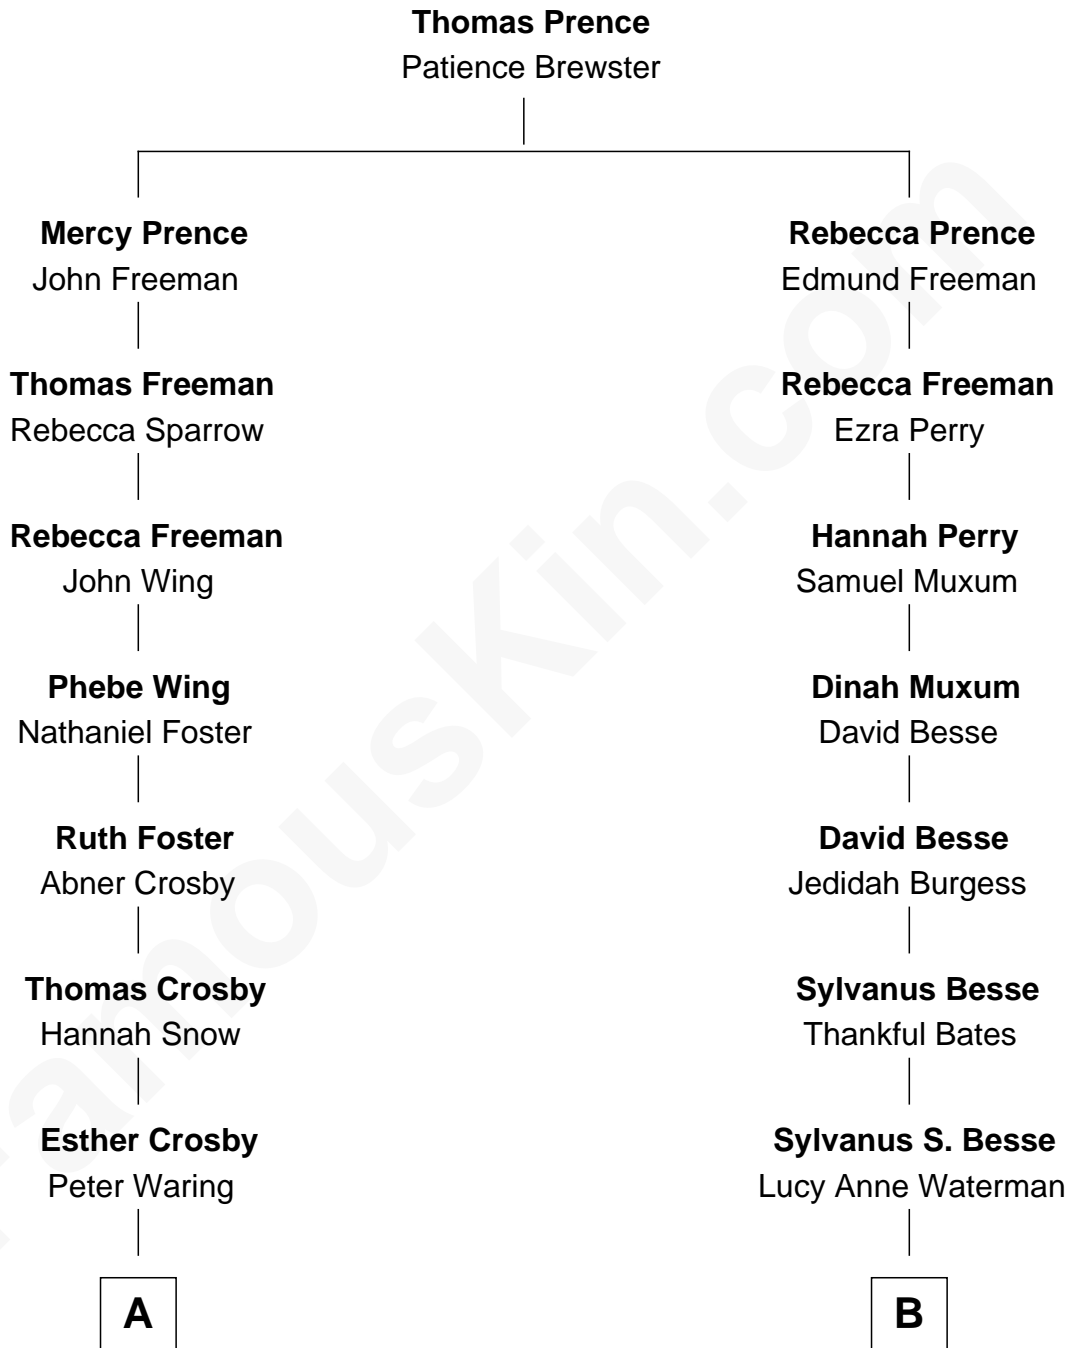 Thomas Prence
Patience Brewster
Mercy Prence
John Freeman
Rebecca Prence
Edmund Freeman
Thomas Freeman
Rebecca Sparrow
Rebecca Freeman
Ezra Perry
Rebecca Freeman
John Wing
Hannah Perry
Samuel Muxum
Phebe Wing
Nathaniel Foster
Dinah Muxum
David Besse
Ruth Foster
Abner Crosby
David Besse
Jedidah Burgess
Thomas Crosby
Hannah Snow
Sylvanus Besse
Thankful Bates
Esther Crosby
Peter Waring
Sylvanus S. Besse
Lucy Anne Waterman
A
B
FamousKin.com